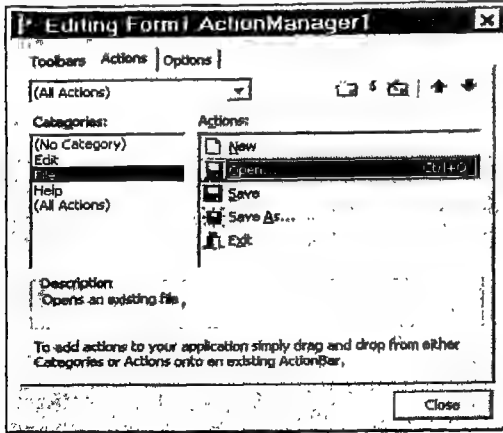 Editing Form1 ActionManager1
Toolbars Actions Options
(All Actions)
Categories: Actions:
(No Category)
Edit
File
Help
(All Actions)
New
Open... Ctrl+O
Save
Save As...
Exit
Description
Opens an existing file
To add actions to your application simply drag and drop from either
Categories or Actions onto an existing ActionBar.
Close